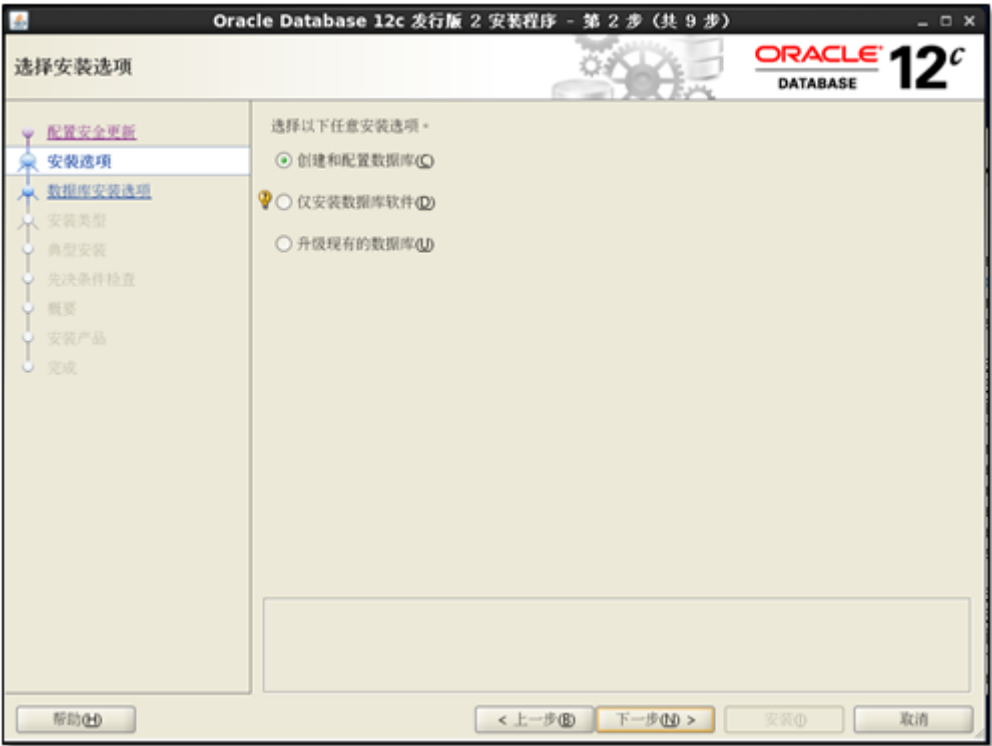 Oracle Database 12c 发行版 2 安装程序 - 第 2 步 (共 9 步)
选择安装选项
ORACLE
DATABASE
12c
配置安全更新
安装选项
数据库安装选项
安装类型
典型安装
先决条件检查
概要
安装产品
完成
选择以下任意安装选项。
创建和配置数据库(C)
仅安装数据库软件(D)
升级现有的数据库(U)
帮助(H)
< 上一步(B)
下一步(N) >
安装(I)
取消